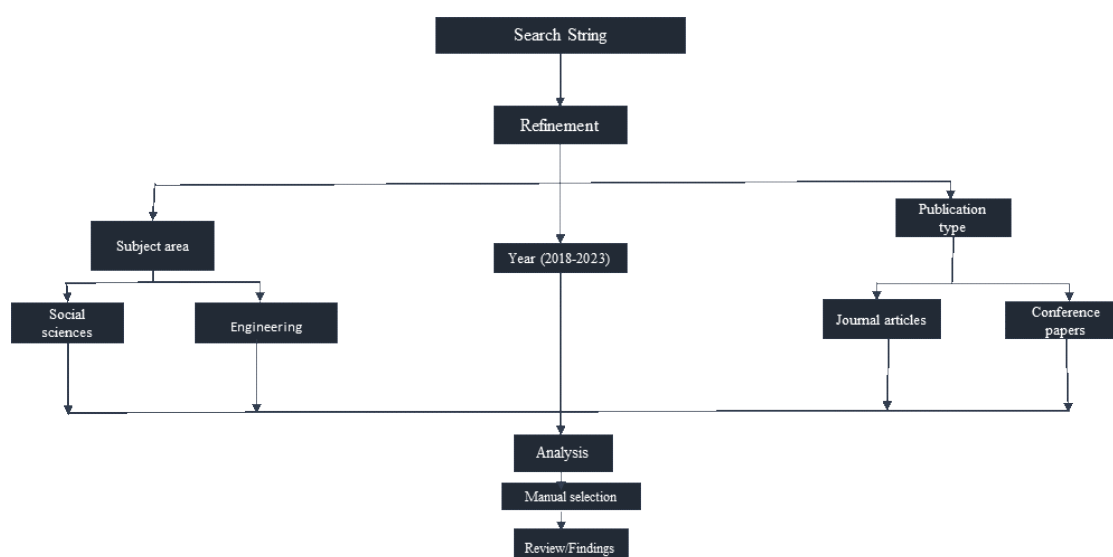 Search String
Refinement
Subject area
Year (2018-2023)
Publication
type
Social
sciences
Engineering
Journal articles
Conference
papers
Analysis
Manual selection
Review/Findings